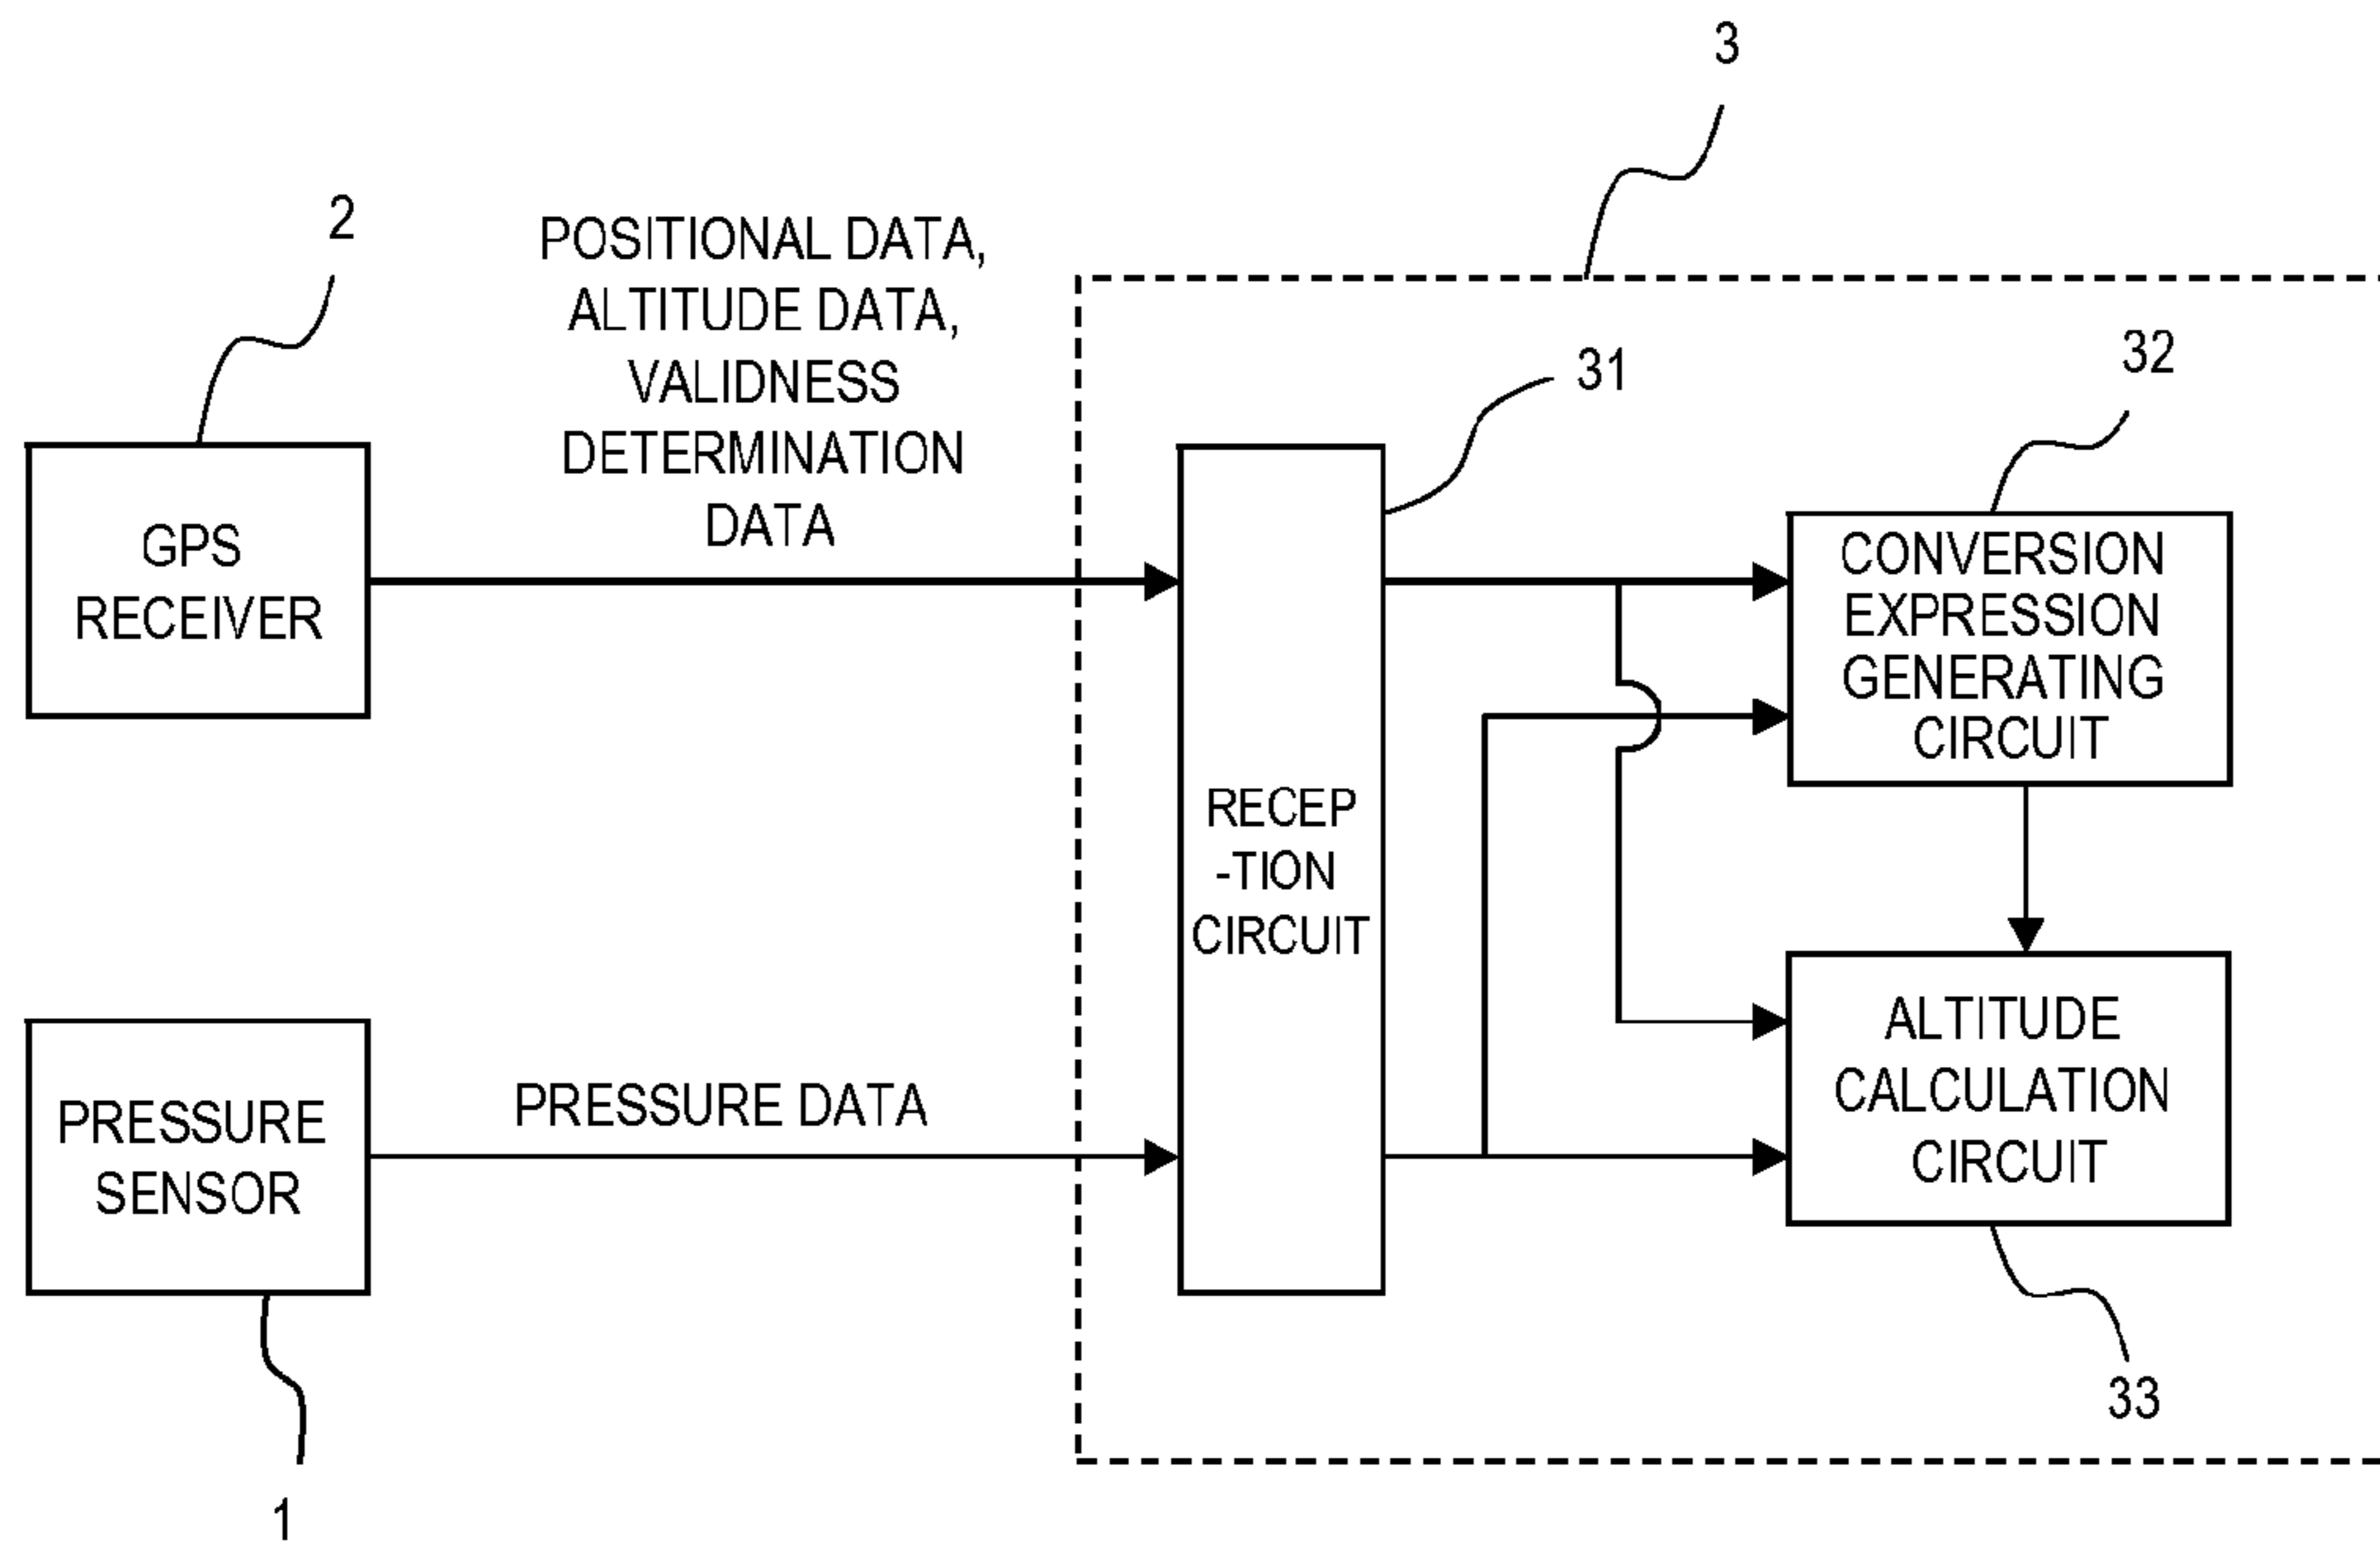 3
2
POSITIONAL DATA,
ALTITUDE DATA,
VALIDNESS
DETERMINATION
DATA
31
32
GPS
RECEIVER
CONVERSION
EXPRESSION
GENERATING
CIRCUIT
RECEP
-TION
CIRCUIT
PRESSURE
SENSOR
PRESSURE DATA
ALTITUDE
CALCULATION
CIRCUIT
33
1